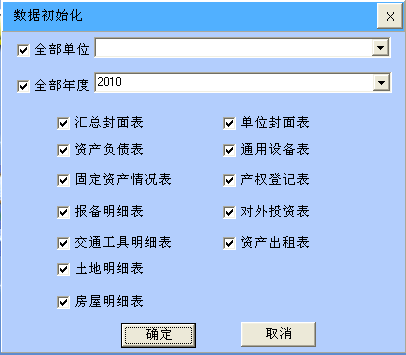 数据初始化
全部单位
全部年度 2010
汇总封面表 单位封面表
资产负债表 通用设备表
固定资产情况表 产权登记表
报备明细表 对外投资表
交通工具明细表 资产出租表
土地明细表
房屋明细表
确定 取消